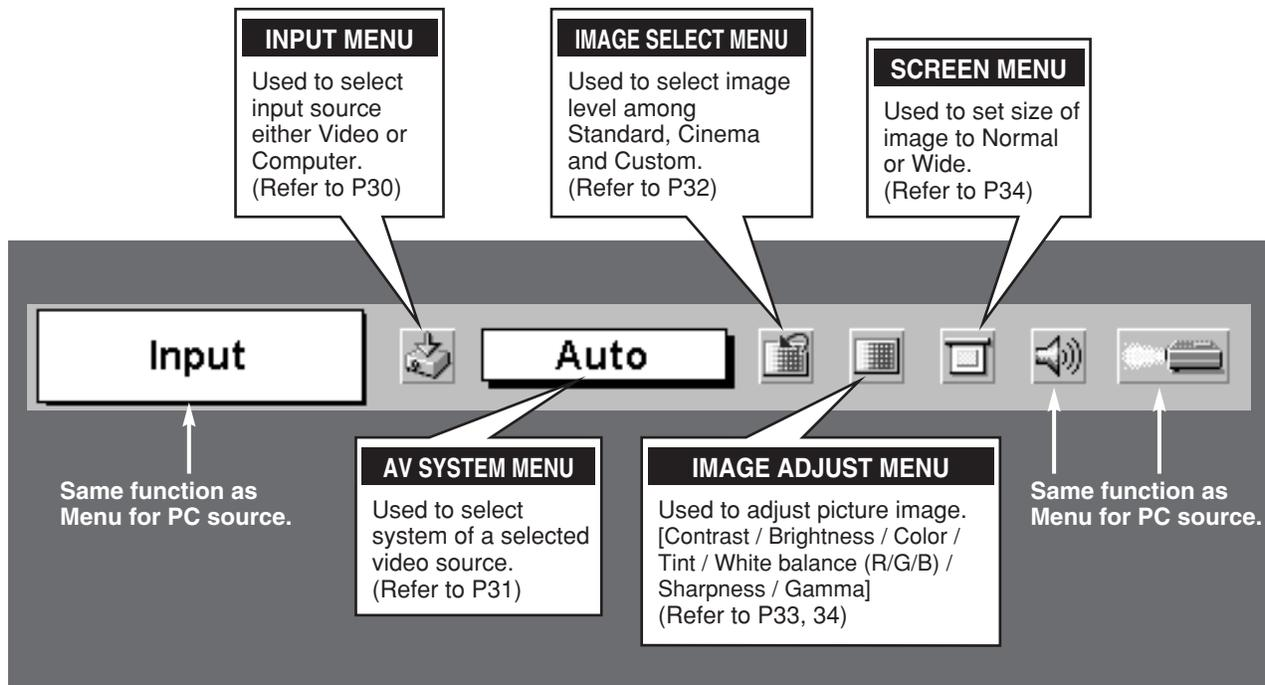 INPUT MENU
Used to select
input source
either Video or
Computer.
(Refer to P30)
IMAGE SELECT MENU
Used to select image
level among
Standard, Cinema
and Custom.
(Refer to P32)
SCREEN MENU
Used to set size of
image to Normal
or Wide.
(Refer to P34)
Input
Auto
Same function as
Menu for PC source.
AV SYSTEM MENU
Used to select
system of a selected
video source.
(Refer to P31)
IMAGE ADJUST MENU
Used to adjust picture image.
[Contrast / Brightness / Color /
Tint / White balance (R/G/B) /
Sharpness / Gamma]
(Refer to P33, 34)
Same function as
Menu for PC source.